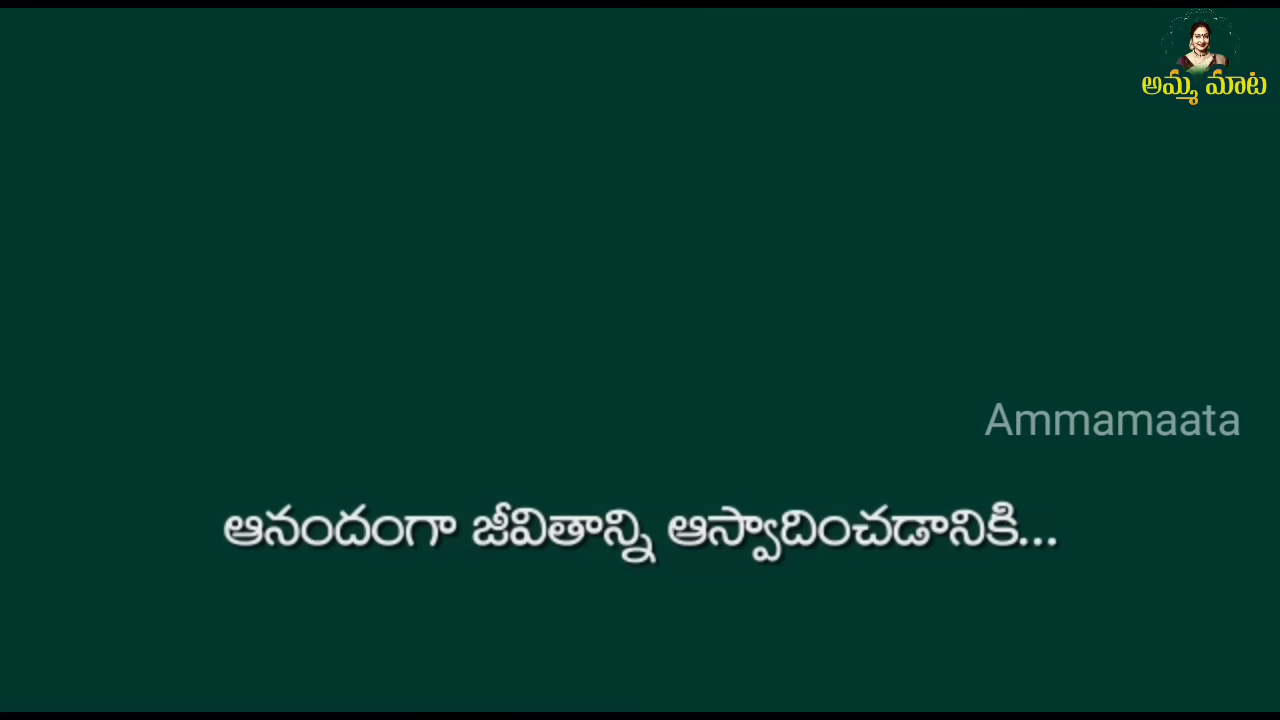 అమ్మ మాట
Ammamaata
ఆనందంగా జీవితాన్ని ఆస్వాదించడానికి...